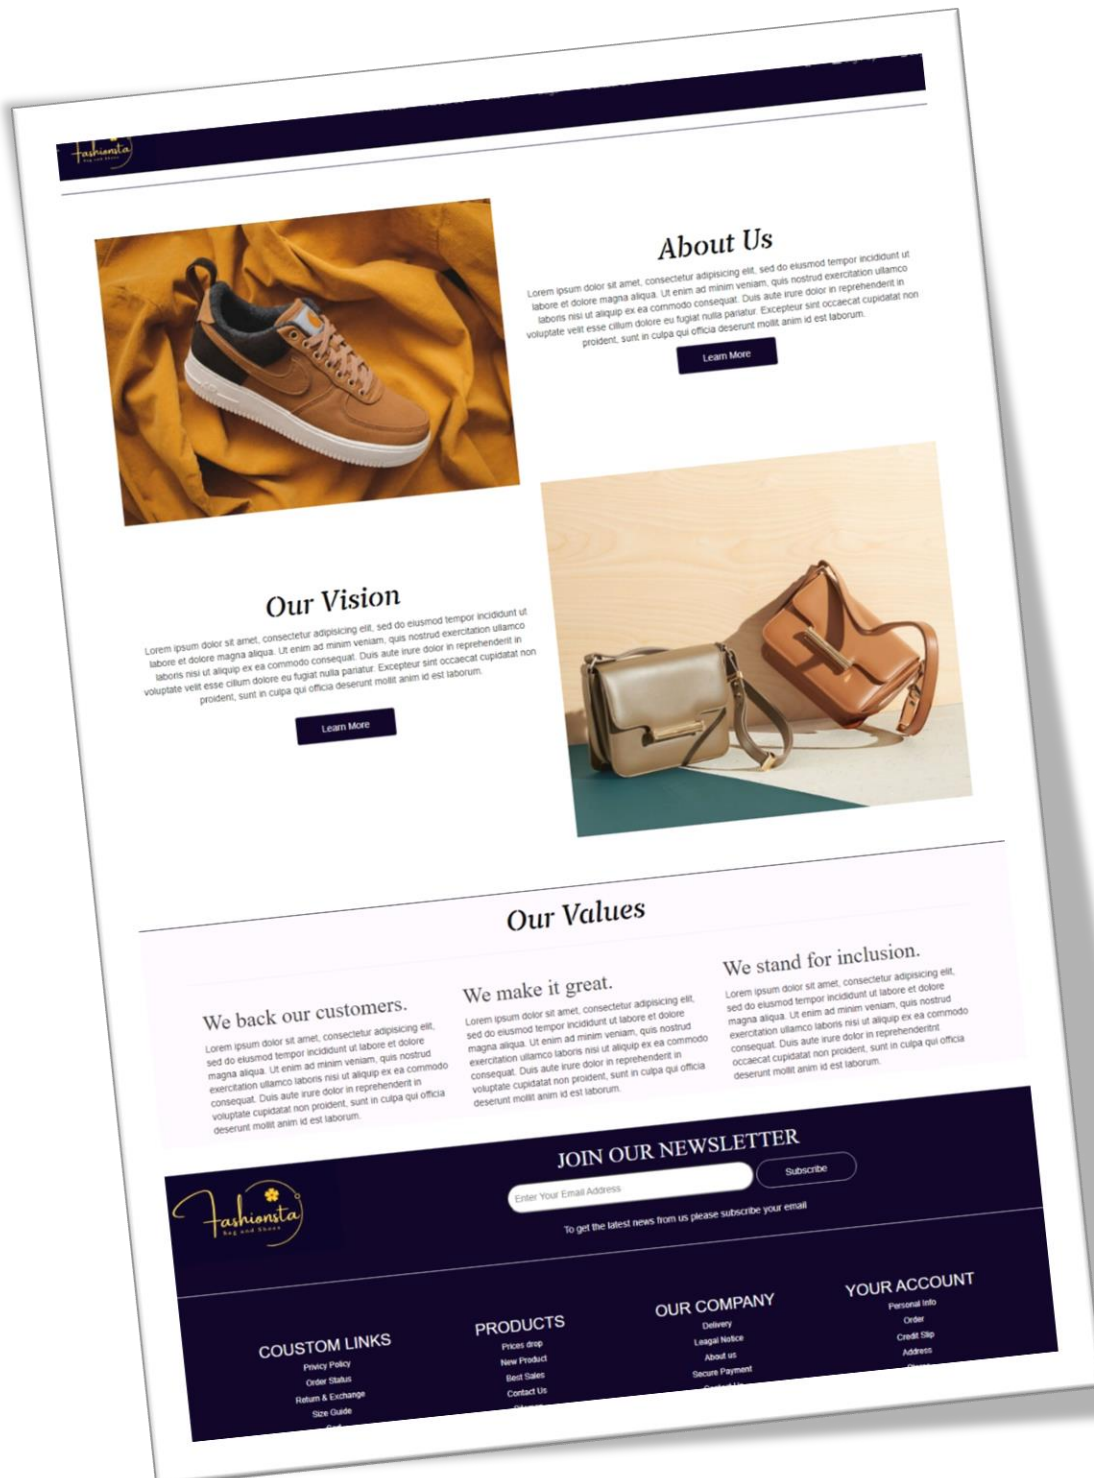 Fashionsta
Bag and Shoes
About Us
Lorem ipsum dolor sit amet, consectetur adipisicing elit, sed do eiusmod tempor incididunt ut
labore et dolore magna aliqua. Ut enim ad minim veniam, quis nostrud exercitation ullamco
laboris nisi ut aliquip ex ea commodo consequat. Duis aute irure dolor in reprehenderit in
voluptate velit esse cillum dolore eu fugiat nulla pariatur. Excepteur sint occaecat cupidatat non
proident, sunt in culpa qui officia deserunt mollit anim id est laborum.
Learn More
Our Vision
Lorem ipsum dolor sit amet, consectetur adipisicing elit, sed do eiusmod tempor incididunt ut
labore et dolore magna aliqua. Ut enim ad minim veniam, quis nostrud exercitation ullamco
laboris nisi ut aliquip ex ea commodo consequat. Duis aute irure dolor in reprehenderit in
voluptate velit esse cillum dolore eu fugiat nulla pariatur. Excepteur sint occaecat cupidatat non
proident, sunt in culpa qui officia deserunt mollit anim id est laborum.
Learn More
Our Values
We back our customers.
Lorem ipsum dolor sit amet, consectetur adipisicing elit,
sed do eiusmod tempor incididunt ut labore et dolore
magna aliqua. Ut enim ad minim veniam, quis nostrud
exercitation ullamco laboris nisi ut aliquip ex ea commodo
consequat. Duis aute irure dolor in reprehenderit in
voluptate cupidatat non proident, sunt in culpa qui officia
deserunt mollit anim id est laborum.
We make it great.
Lorem ipsum dolor sit amet, consectetur adipisicing elit,
sed do eiusmod tempor incididunt ut labore et dolore
magna aliqua. Ut enim ad minim veniam, quis nostrud
exercitation ullamco laboris nisi ut aliquip ex ea commodo
consequat. Duis aute irure dolor in reprehenderit in
voluptate cupidatat non proident, sunt in culpa qui officia
deserunt mollit anim id est laborum.
We stand for inclusion.
Lorem ipsum dolor sit amet, consectetur adipisicing elit,
sed do eiusmod tempor incididunt ut labore et dolore
magna aliqua. Ut enim ad minim veniam, quis nostrud
exercitation ullamco laboris nisi ut aliquip ex ea commodo
consequat. Duis aute irure dolor in reprehenderitnt
occaecat cupidatat non proident, sunt in culpa qui officia
deserunt mollit anim id est laborum.
Fashionsta
Bag and Shoes
JOIN OUR NEWSLETTER
Enter Your Email Address
Subscribe
To get the latest news from us please subscribe your email
COUSTOM LINKS
Privicy Policy
Order Status
Return & Exchange
Size Guide
PRODUCTS
Prices drop
New Product
Best Sales
Contact Us
OUR COMPANY
Delivery
Leagal Notice
About us
Secure Payment
YOUR ACCOUNT
Personal Info
Order
Credit Slip
Address